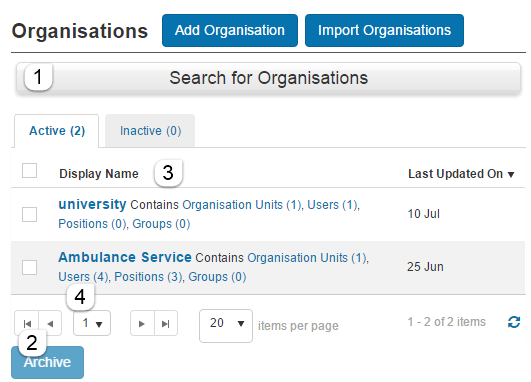 Organisations Add Organisation Import Organisations
1 Search for Organisations
Active (2) Inactive (0)
Display Name 3 Last Updated On
university Contains Organisation Units (1), Users (1),
Positions (0), Groups (0)
10 Jul
Ambulance Service Contains Organisation Units (1),
Users (4), Positions (3), Groups (0)
25 Jun
4
1 20 items per page 1 - 2 of 2 items
2
Archive